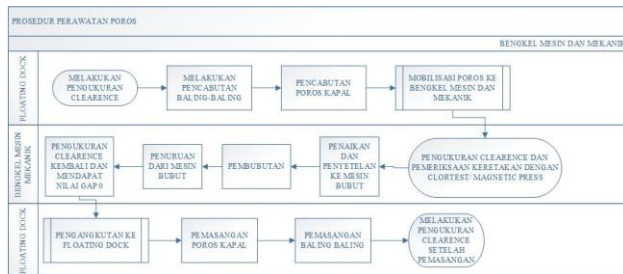 PROSEDUR PERAWATAN POROS
BENGKEL MESIN DAN MEKANIK
FLOATING DOCK
MELAKUKAN
PENGUKURAN
CLEARENCE
MELAKUKAN
PENCABUTAN
BALING-BALING
PENCABUTAN
POROS KAPAL
MOBILISASI POROS KE
BENGKEL MESIN DAN
MEKANIK
BENGKEL MESIN
MEKANIK
PENGUKURAN
CLEARENCE
KEMBALI DAN
MENDAPAT
NILAI GAP 0
PENURUAN
DARI MESIN
BUBUT
PEMBUBUTAN
PENAIKAN
DAN
PENYETELAN
KE MESIN
BUBUT
PENGUKURAN CLEARENCE DAN
PEMERIKSAAN KERETAKAN DENGAN
CLORTEST/ MAGNETIC PRESS
FLOATING DOCK
PENGANGKUTAN KE
FLOATING DOCK
PEMASANGAN
POROS KAPAL
PEMASANGAN
BALING BALING
MELAKUKAN
PENGUKURAN
CLEARENCE
SETELAH
PEMASANGAN